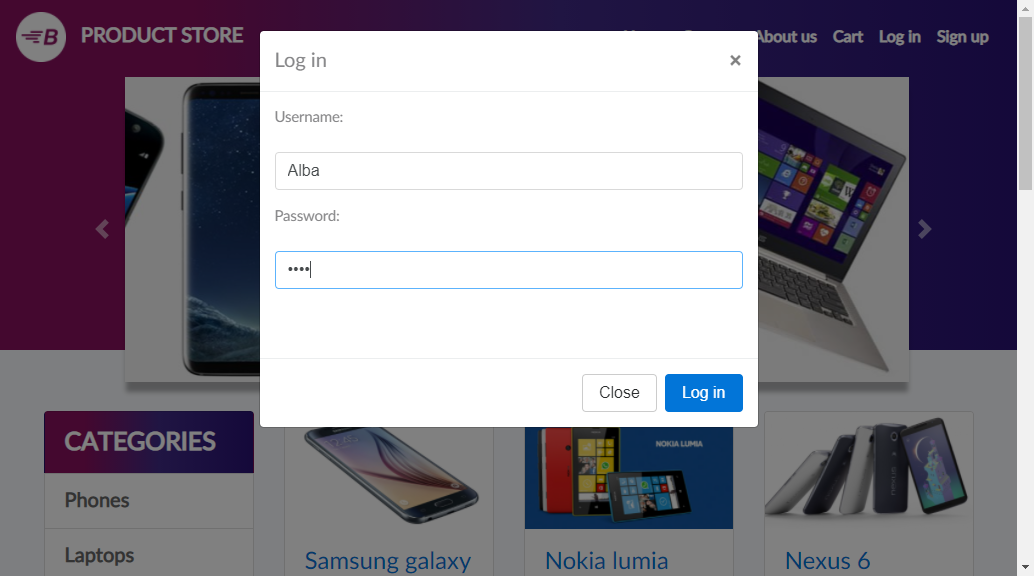 B
PRODUCT STORE
About us
Cart
Log in
Sign up
Log in
×
Username:
Alba
Password:
••••
Close
Log in
CATEGORIES
Phones
Laptops
NOKIA LUMIA
Samsung galaxy
Nokia lumia
Nexus 6